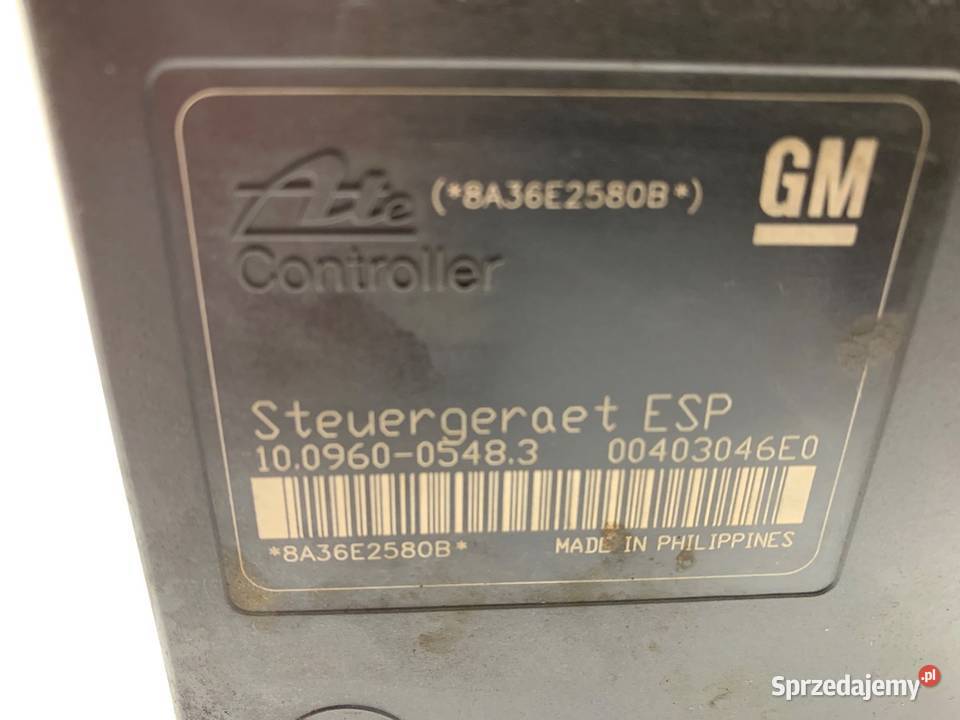 Ate (*8A36E2580B*) GM
Controller
Steuergeraet ESP
10.0960-0548.3 00403046E0
*8A36E2580B* MADE IN PHILIPPINES
Sprzedajemy.pl